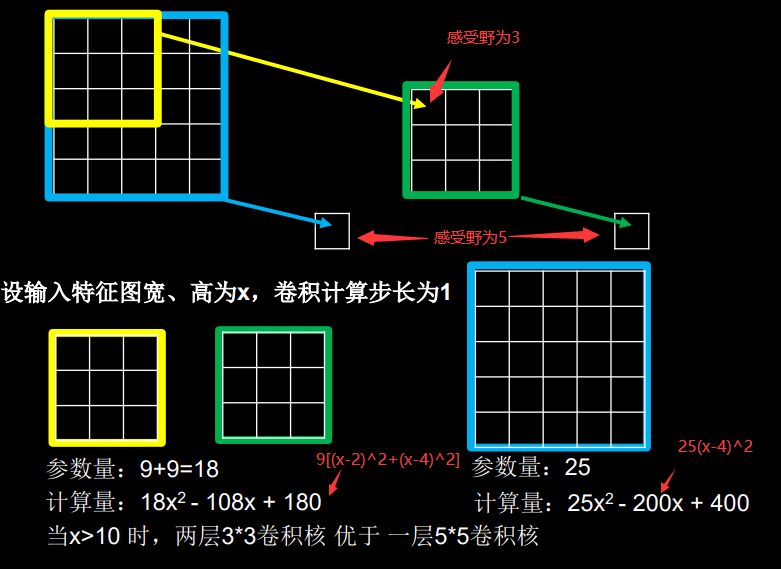 感受野为3
感受野为5
设输入特征图宽、高为x，卷积计算步长为1
9[(x-2)^2+(x-4)^2]
25(x-4)^2
参数量：9+9=18
参数量：25
计算量：18x² - 108x + 180
计算量：25x² - 200x + 400
当x>10 时，两层3*3卷积核 优于 一层5*5卷积核